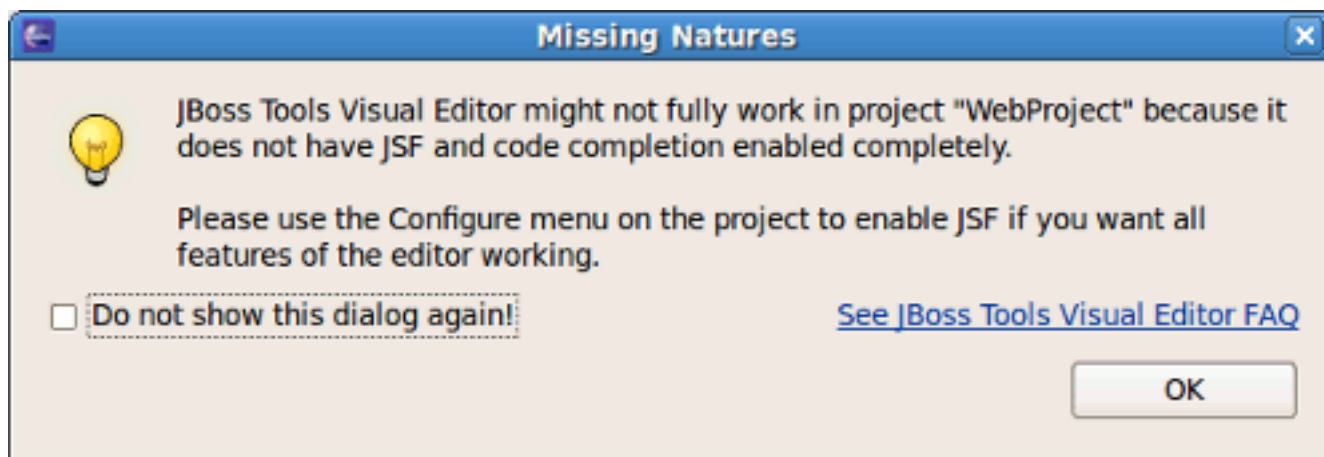 Missing Natures
JBoss Tools Visual Editor might not fully work in project "WebProject" because it
does not have JSF and code completion enabled completely.
Please use the Configure menu on the project to enable JSF if you want all
features of the editor working.
Do not show this dialog again!
See JBoss Tools Visual Editor FAQ
OK